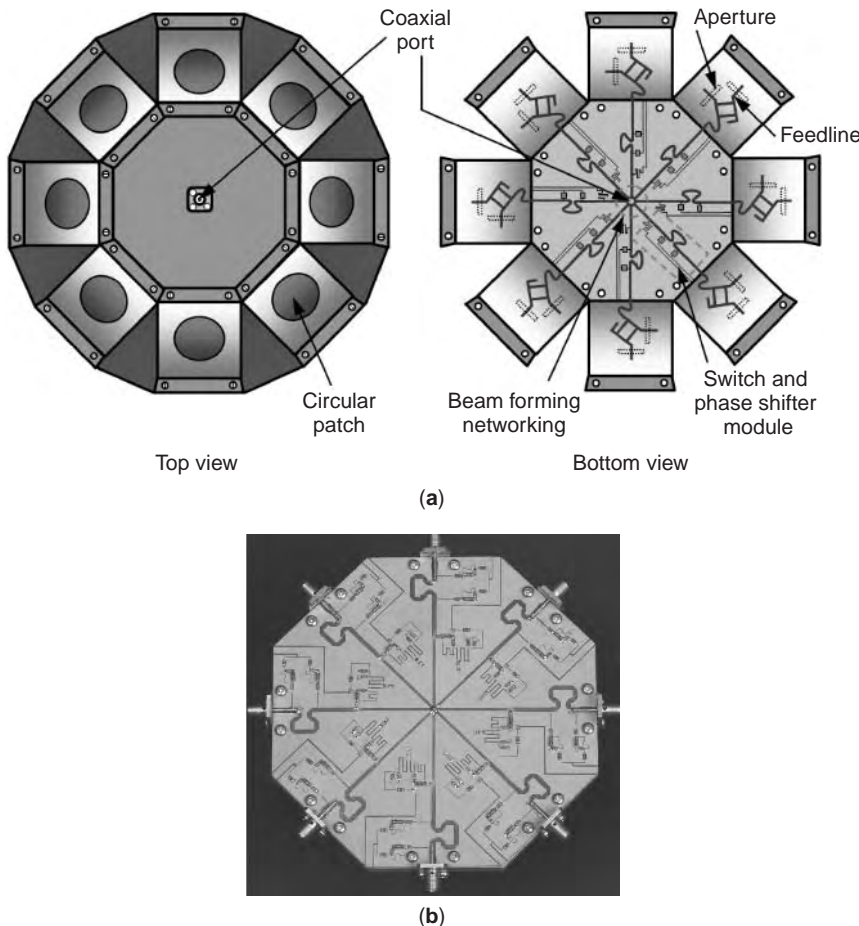 Coaxial
port
Aperture
Feedline
Circular
patch
Beam forming
networking
Switch and
phase shifter
module
Top view
Bottom view
(a)
(b)